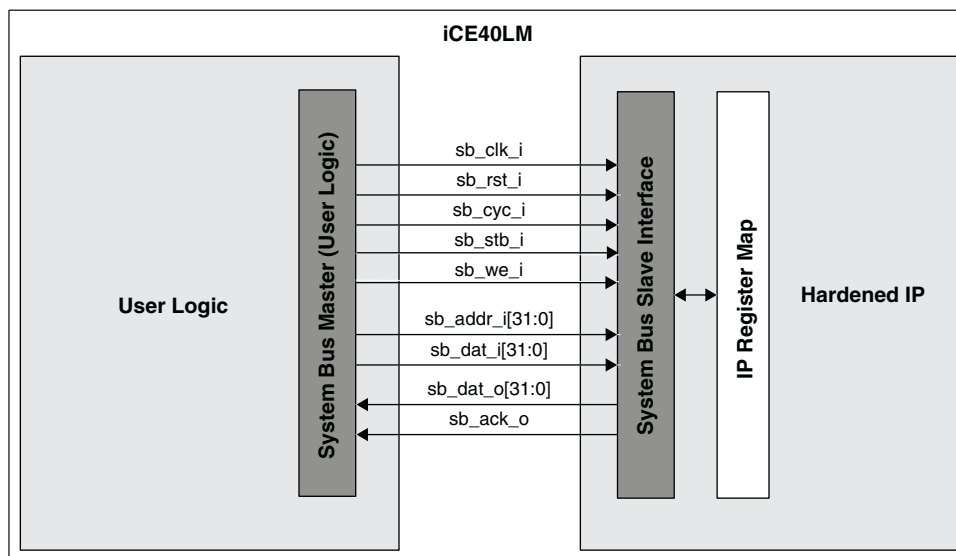 iCE40LM
User Logic
System Bus Master (User Logic)
sb_clk_i
sb_rst_i
sb_cyc_i
sb_stb_i
sb_we_i
sb_addr_i[31:0]
sb_dat_i[31:0]
sb_dat_o[31:0]
sb_ack_o
System Bus Slave Interface
IP Register Map
Hardened IP